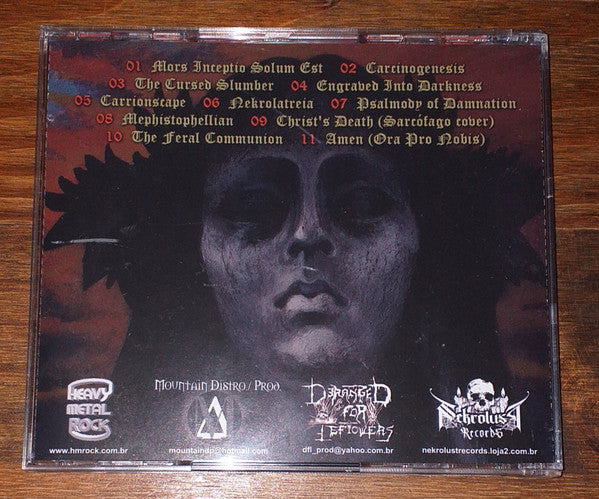 01 Mors Inceptio Solum Est 02 Carcinogenesis
03 The Cursed Slumber 04 Engraved Into Darkness
05 Carrionscape 06 Nekrolatreia 07 Psalmody of Damnation
08 Mephistophellian 09 Christ's Death (Sarcófago cover)
10 The Feral Communion 11 Amen (Ora Pro Nobis)
HEAVY METAL ROCK
www.hmrock.com.br
Mountain Distro/ Prod.
mountaindp@hotmail.com
Deranged
For
Leftovers
dfl_prod@yahoo.com.br
Nekrolust
Records
nekrolustrecords.loja2.com.br